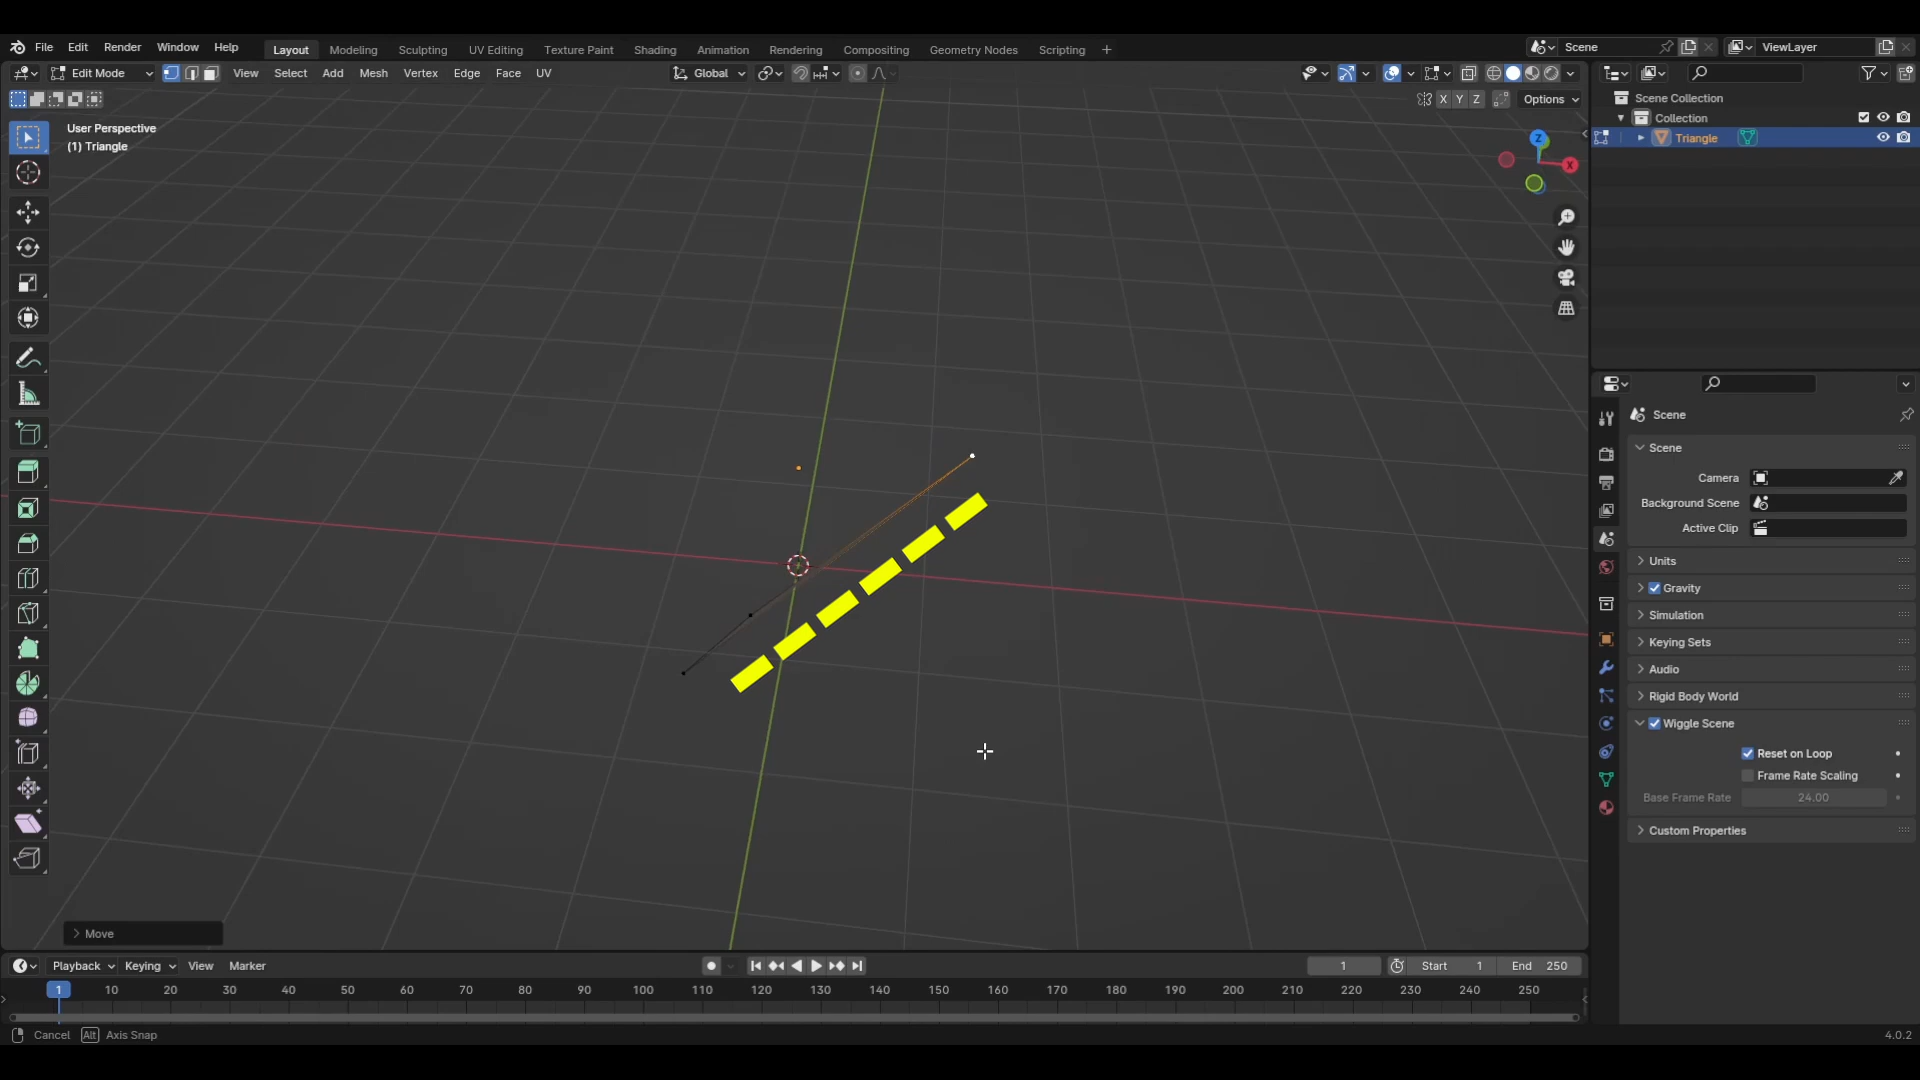 File Edit Render Window Help Layout Modeling Sculpting UV Editing Texture Paint Shading Animation Rendering Compositing Geometry Nodes Scripting + Scene ViewLayer
Edit Mode View Select Add Mesh Vertex Edge Face UV Global
X Y Z Options
User Perspective
(1) Triangle
Z
X
Scene Collection
Collection
Triangle
Scene
Scene
Camera
Background Scene
Active Clip
Units
Gravity
Simulation
Keying Sets
Audio
Rigid Body World
Wiggle Scene
Reset on Loop
Frame Rate Scaling
Base Frame Rate 24.00
Custom Properties
Move
Playback Keying View Marker 1 Start 1 End 250
1 10 20 30 40 50 60 70 80 90 100 110 120 130 140 150 160 170 180 190 200 210 220 230 240 250
Cancel Alt Axis Snap 4.0.2